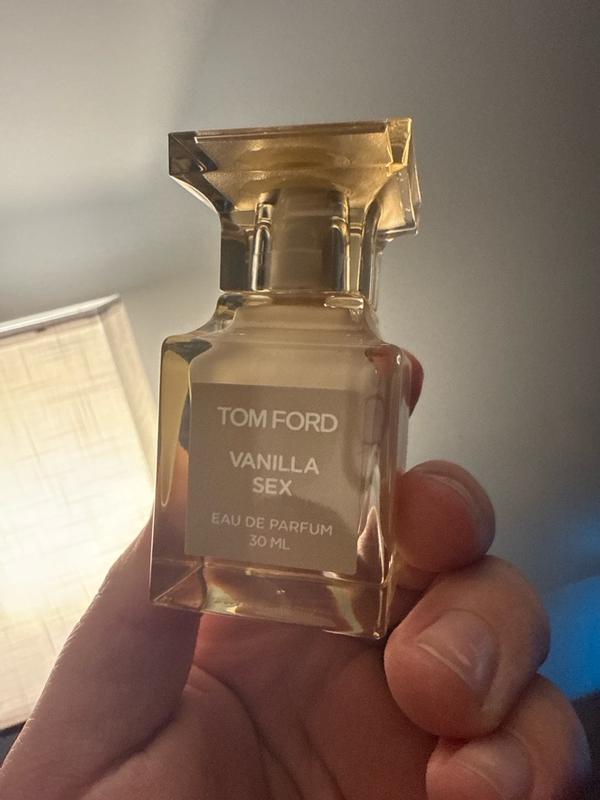 TOM FORD
VANILLA
SEX
EAU DE PARFUM
30 ML